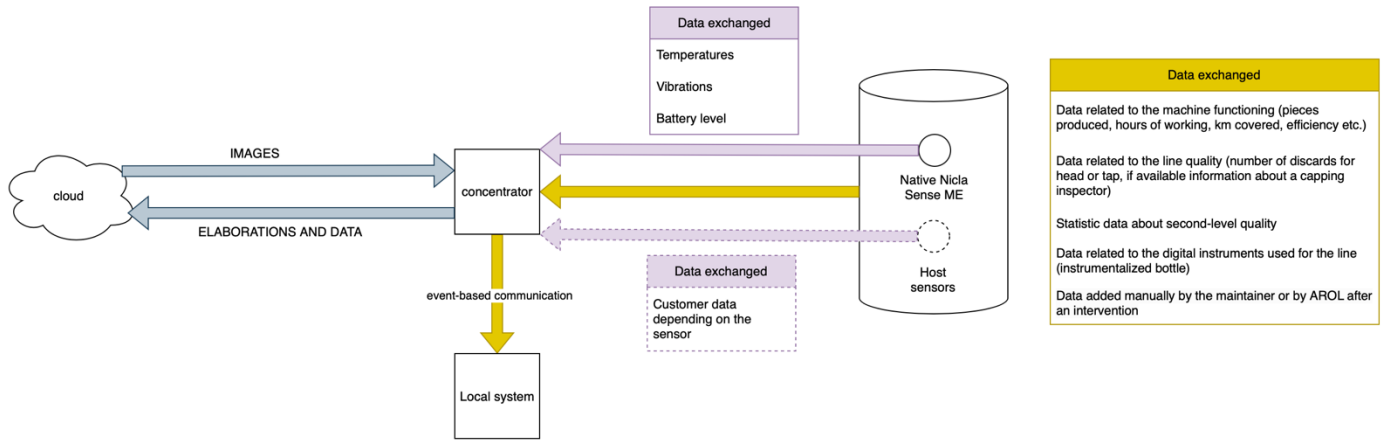 Data exchanged
Temperatures
Vibrations
Battery level
IMAGES
cloud
ELABORATIONS AND DATA
concentrator
event-based communication
Local system
Data exchanged
Customer data
depending on the
sensor
Native Nicla
Sense ME
Host
sensors
Data exchanged
Data related to the machine functioning (pieces
produced, hours of working, km covered, efficiency etc.)
Data related to the line quality (number of discards for
head or tap, if available information about a capping
inspector)
Statistic data about second-level quality
Data related to the digital instruments used for the line
(instrumentalized bottle)
Data added manually by the maintainer or by AROL after
an intervention